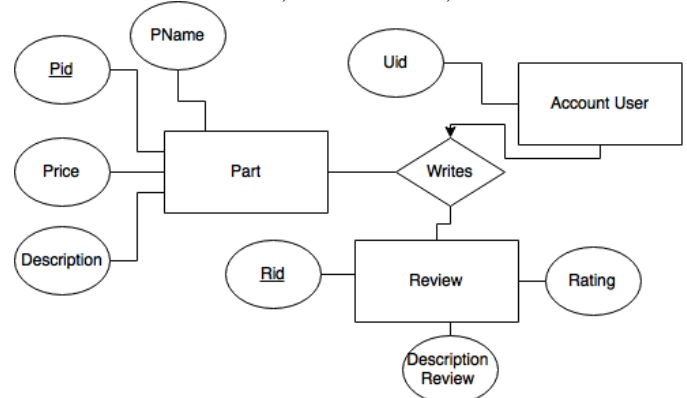 PName
Pid
Uid
Account User
Price
Part
Writes
Description
Rid
Review
Rating
Description
Review